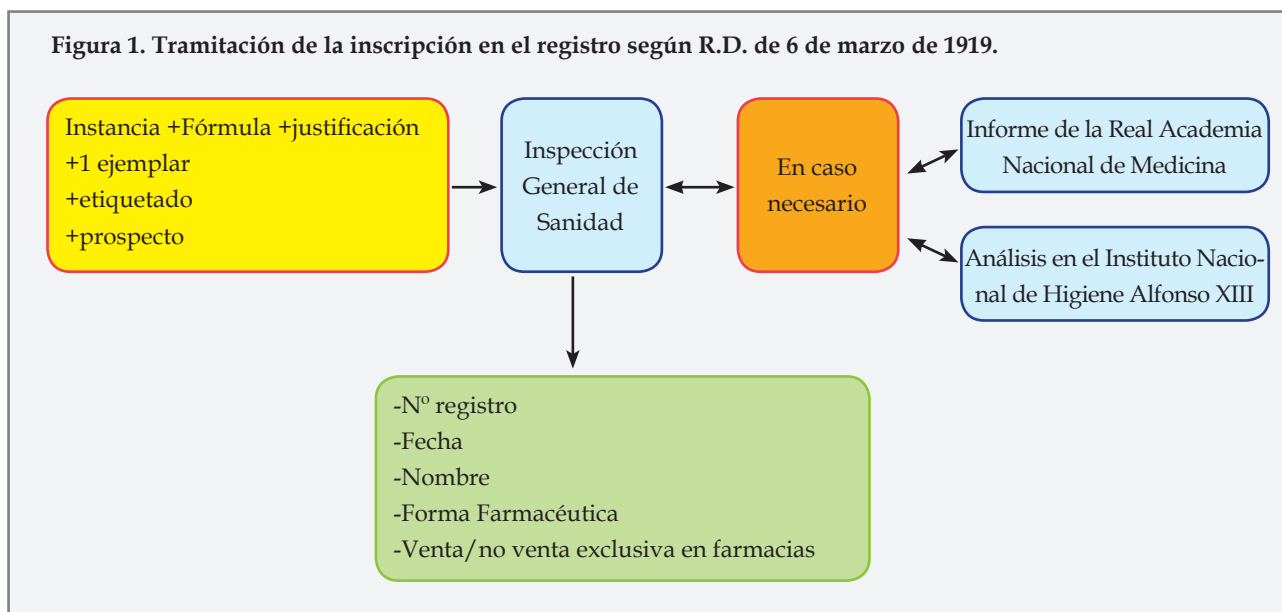 Figura 1. Tramitación de la inscripción en el registro según R.D. de 6 de marzo de 1919.
Instancia +Fórmula +justificación
+1 ejemplar
+etiquetado
+prospecto
Inspección
General de
Sanidad
En caso
necesario
Informe de la Real Academia
Nacional de Medicina
Análisis en el Instituto Nacio-
nal de Higiene Alfonso XIII
-Nº registro
-Fecha
-Nombre
-Forma Farmacéutica
-Venta/no venta exclusiva en farmacias